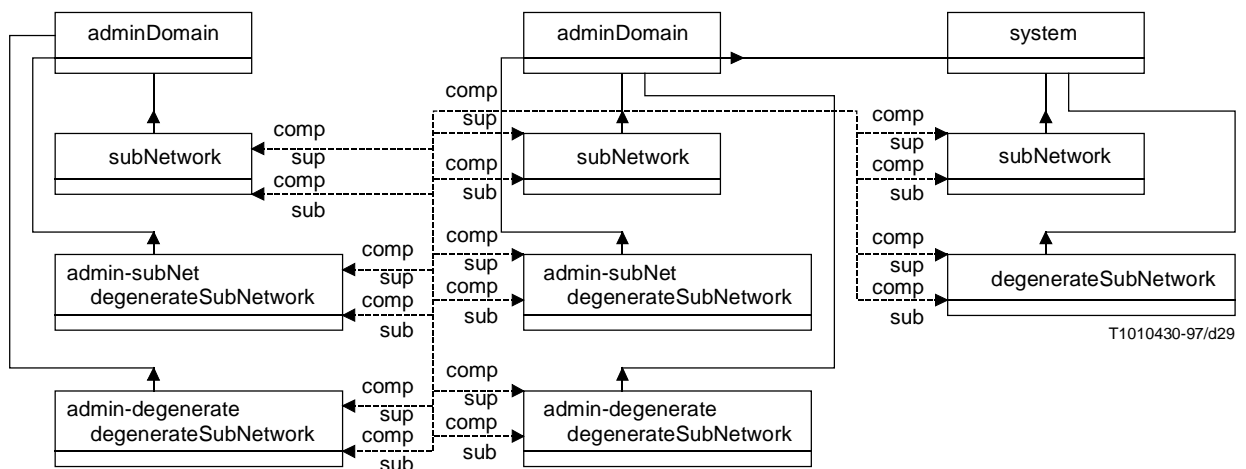 adminDomain
adminDomain
system
comp
sup
comp
sup
comp
sup
subNetwork
subNetwork
subNetwork
comp
sub
comp
sub
comp
sub
comp
sup
comp
sup
comp
sup
admin-subNet
degenerateSubNetwork
admin-subNet
degenerateSubNetwork
degenerateSubNetwork
comp
sub
comp
sub
comp
sub
T1010430-97/d29
comp
sup
comp
sup
admin-degenerate
degenerateSubNetwork
admin-degenerate
degenerateSubNetwork
comp
sub
comp
sub